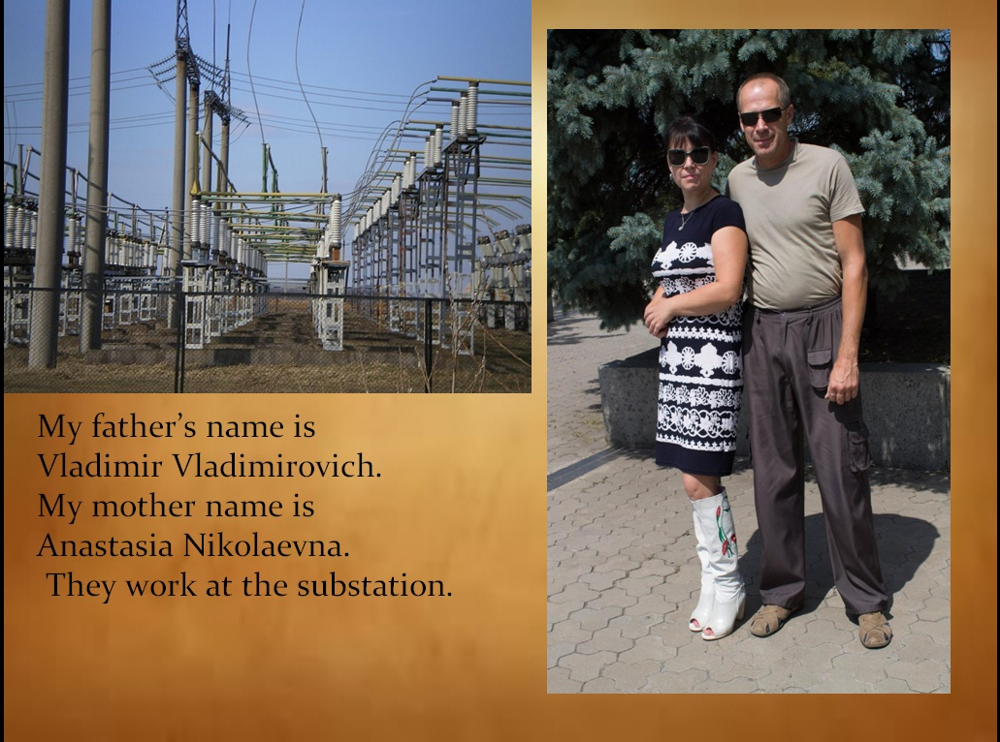 My father’s name is
Vladimir Vladimirovich.
My mother name is
Anastasia Nikolaevna.
They work at the substation.